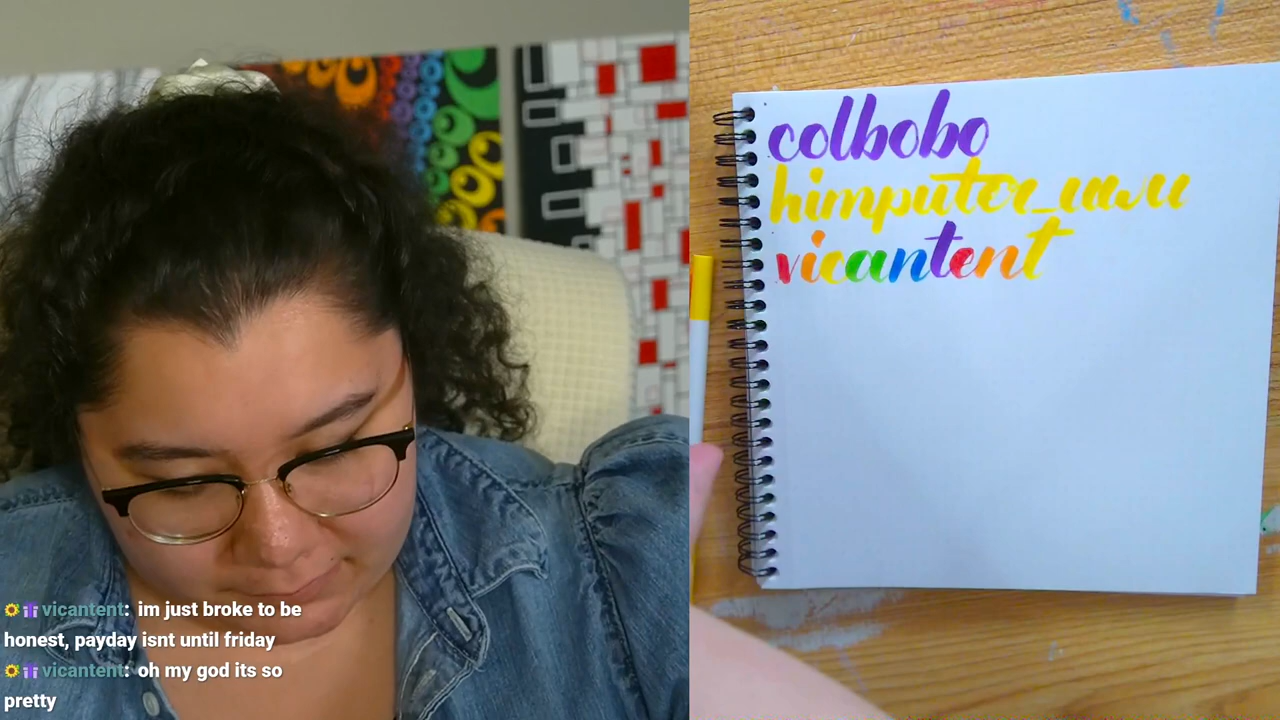 colbobo
himputer_
vicantent
vicantent: im just broke to be
honest, payday isnt until friday
vicantent: oh my god its so
pretty